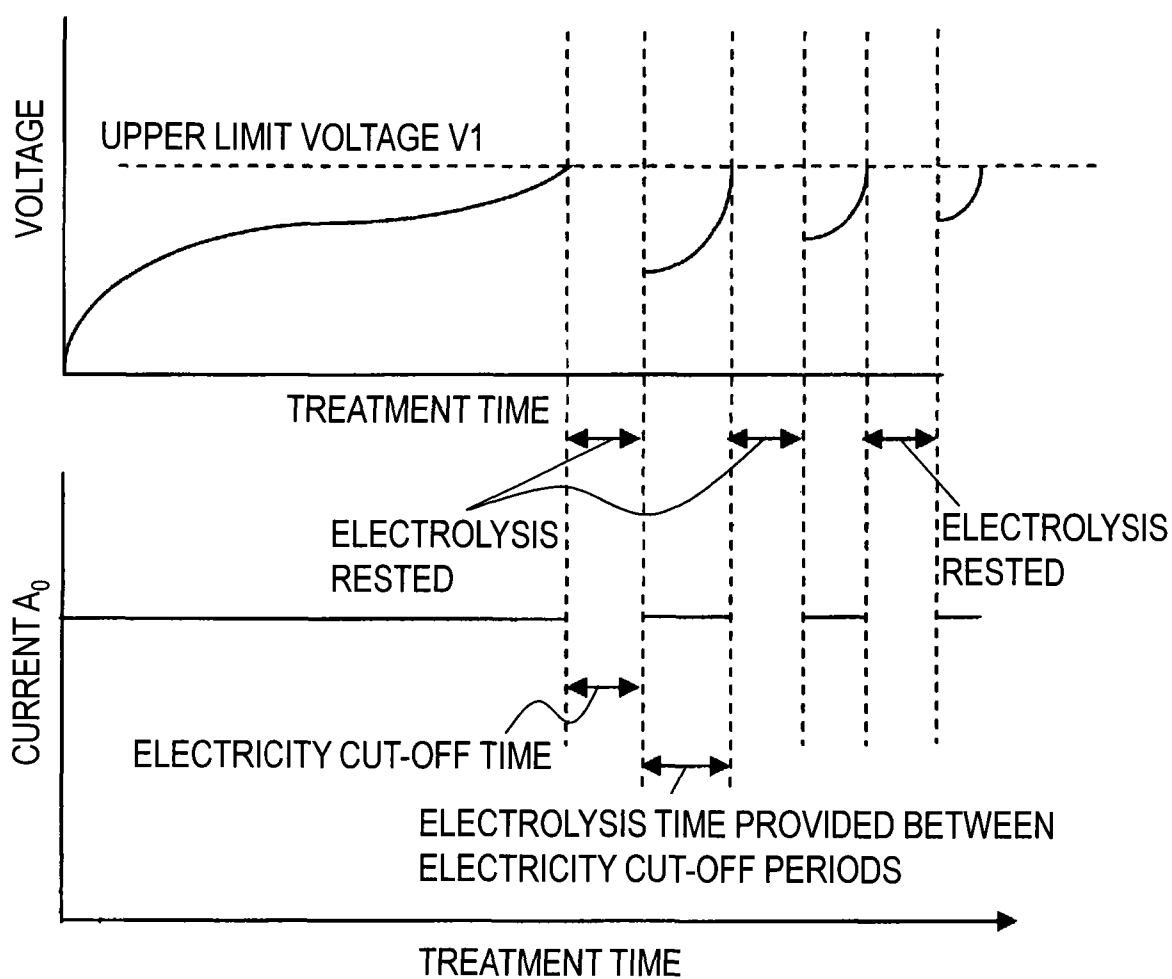 VOLTAGE
UPPER LIMIT VOLTAGE V1
TREATMENT TIME
ELECTROLYSIS
RESTED
ELECTROLYSIS
RESTED
CURRENT A0
ELECTRICITY CUT-OFF TIME
ELECTROLYSIS TIME PROVIDED BETWEEN
ELECTRICITY CUT-OFF PERIODS
TREATMENT TIME